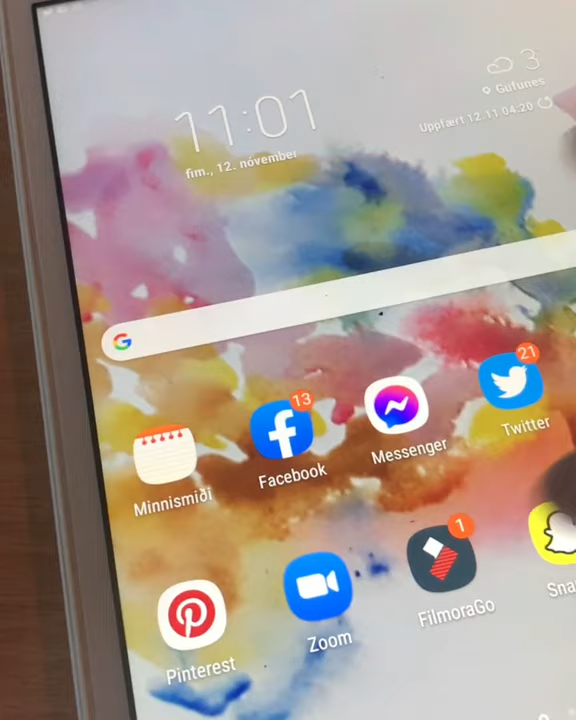 11:01
fim., 12. nóvember
3
Gufunes
Uppfært 12.11 04:20
13
21
Minnismiði
Facebook
Messenger
Twitter
1
Pinterest
Zoom
FilmoraGo
Sna